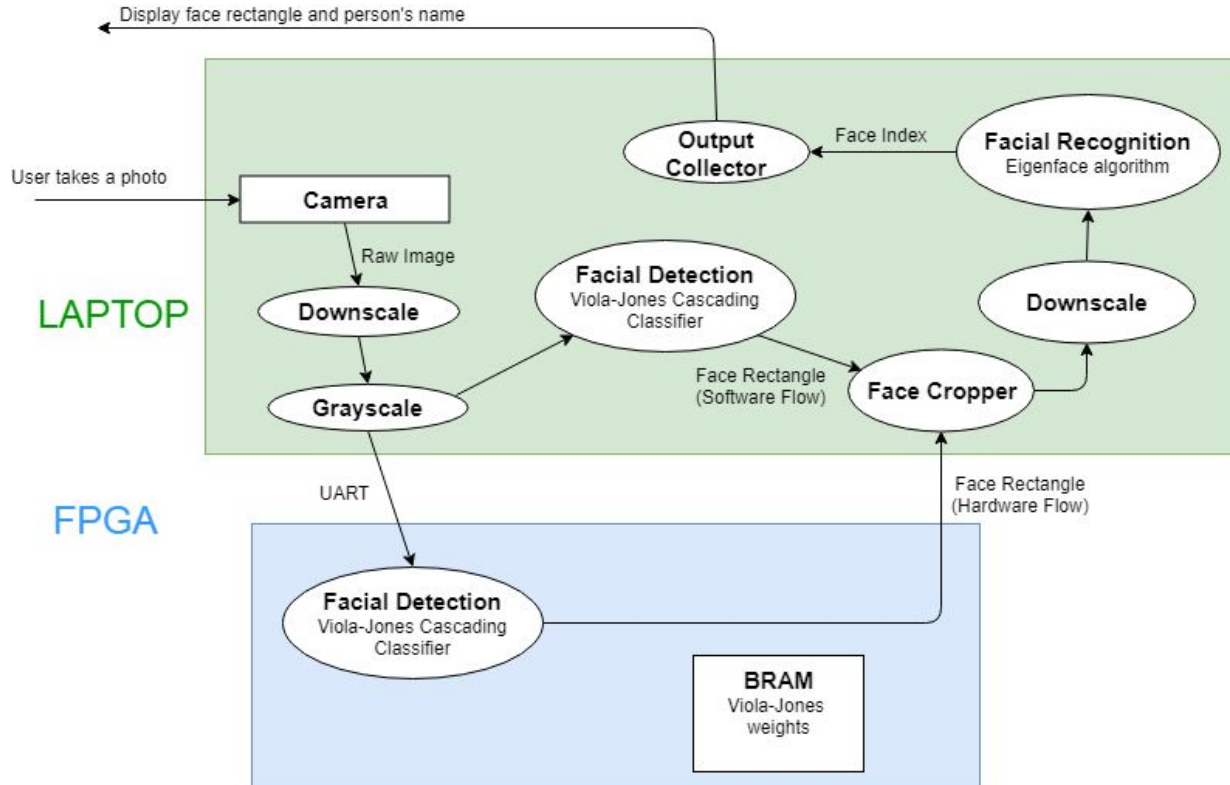 Display face rectangle and person's name
User takes a photo
Camera
Raw Image
Downscale
Grayscale
LAPTOP
Facial Detection
Viola-Jones Cascading
Classifier
Face Rectangle
(Software Flow)
Output
Collector
Face Index
Facial Recognition
Eigenface algorithm
Downscale
Face Cropper
UART
Face Rectangle
(Hardware Flow)
FPGA
Facial Detection
Viola-Jones Cascading
Classifier
BRAM
Viola-Jones
weights